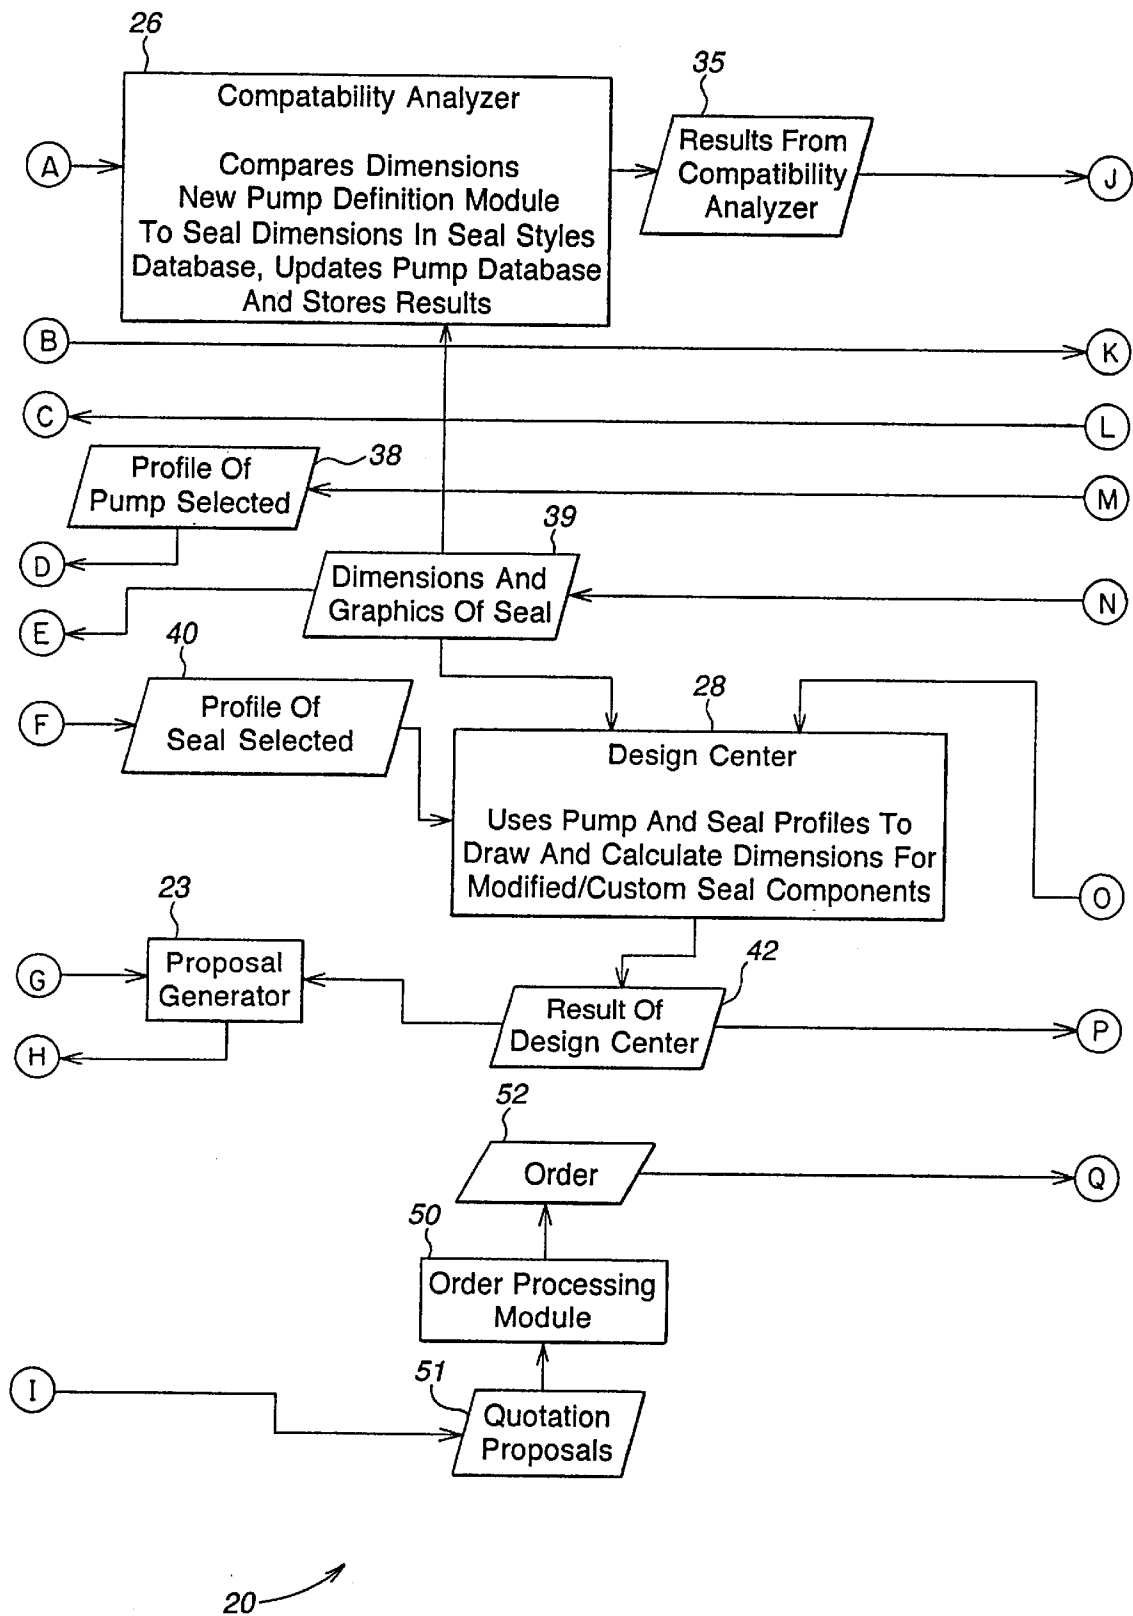 26
Compatability Analyzer
Compares Dimensions
New Pump Definition Module
To Seal Dimensions In Seal Styles
Database, Updates Pump Database
And Stores Results
35
Results From
Compatibility
Analyzer
A
J
B
K
C
L
Profile Of
Pump Selected
38
M
D
39
Dimensions And
Graphics Of Seal
N
E
40
Profile Of
Seal Selected
F
28
Design Center
Uses Pump And Seal Profiles To
Draw And Calculate Dimensions For
Modified/Custom Seal Components
O
23
Proposal
Generator
G
H
42
Result Of
Design Center
P
52
Order
Q
50
Order Processing
Module
51
Quotation
Proposals
I
20